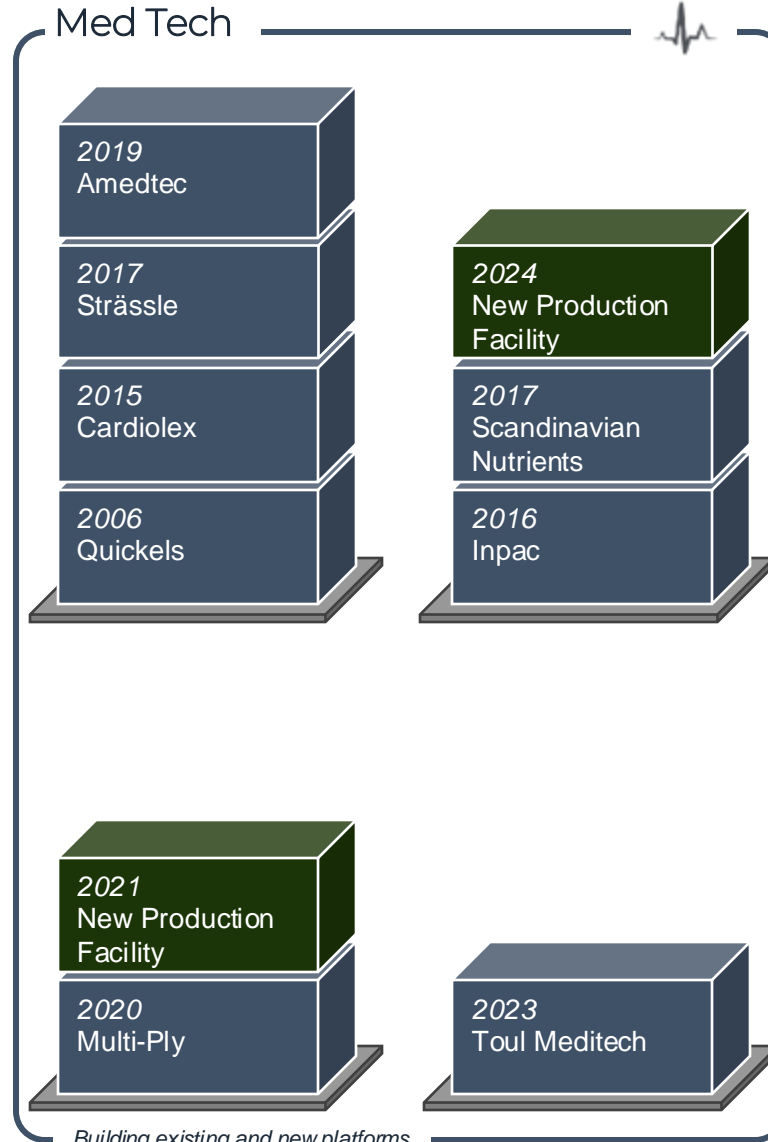 Med Tech
2019
Amedtec
2017
Strässle
2015
Cardiolex
2006
Quickels
2024
New Production
Facility
2017
Scandinavian
Nutrients
2016
Inpac
2021
New Production
Facility
2020
Multi-Ply
2023
Toul Meditech
Building existing and new platforms